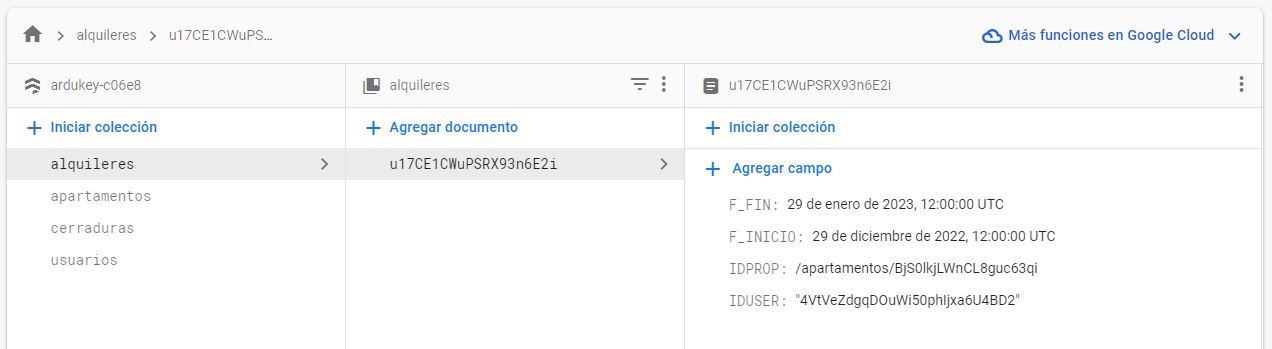 alquileres
u17CE1CWuPS...
Más funciones en Google Cloud
ardukey-c06e8
alquileres
u17CE1CWuPSRX93n6E2i
Iniciar colección
Agregar documento
Iniciar colección
alquileres
u17CE1CWuPSRX93n6E2i
Agregar campo
apartamentos
F_FIN: 29 de enero de 2023, 12:00:00 UTC
cerraduras
F_INICIO: 29 de diciembre de 2022, 12:00:00 UTC
usuarios
IDPROP: /apartamentos/BjS0lkjLWnCL8guc63qi
IDUSER: "4VtVeZdgqDOuWi50phIjxa6U4BD2"